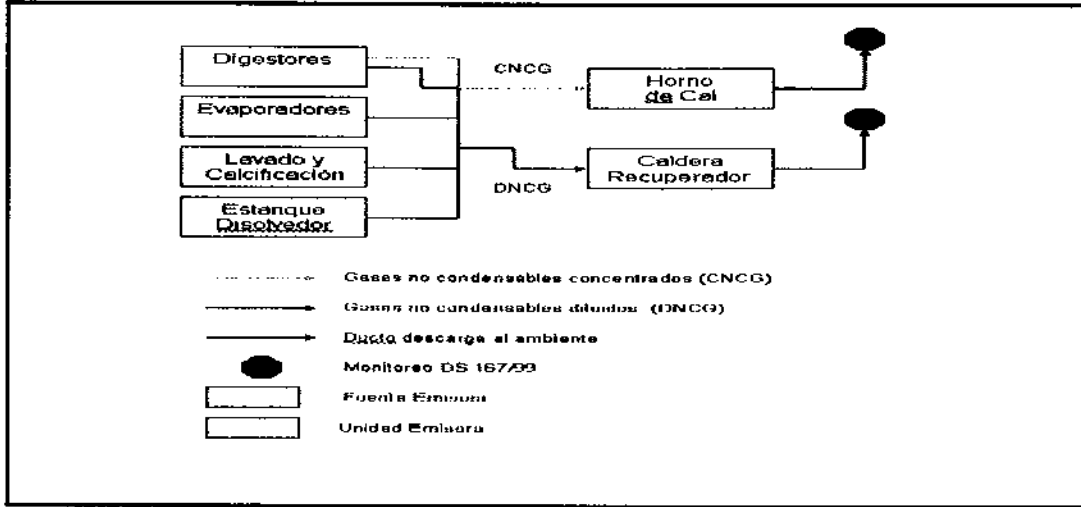 Digestores
Evaporadores
Lavado y
Calcificación
Estanque
Disolvedor
CNCG
DNCG
Horno
de Cal
Caldera
Recuperador
Gases no condensables concentrados (CNCG)
Gases no condensables diluidos (DNCG)
Ducto descarga al ambiente
Monitoreo DS 167/99
Fuente Emisora
Unidad Emisora